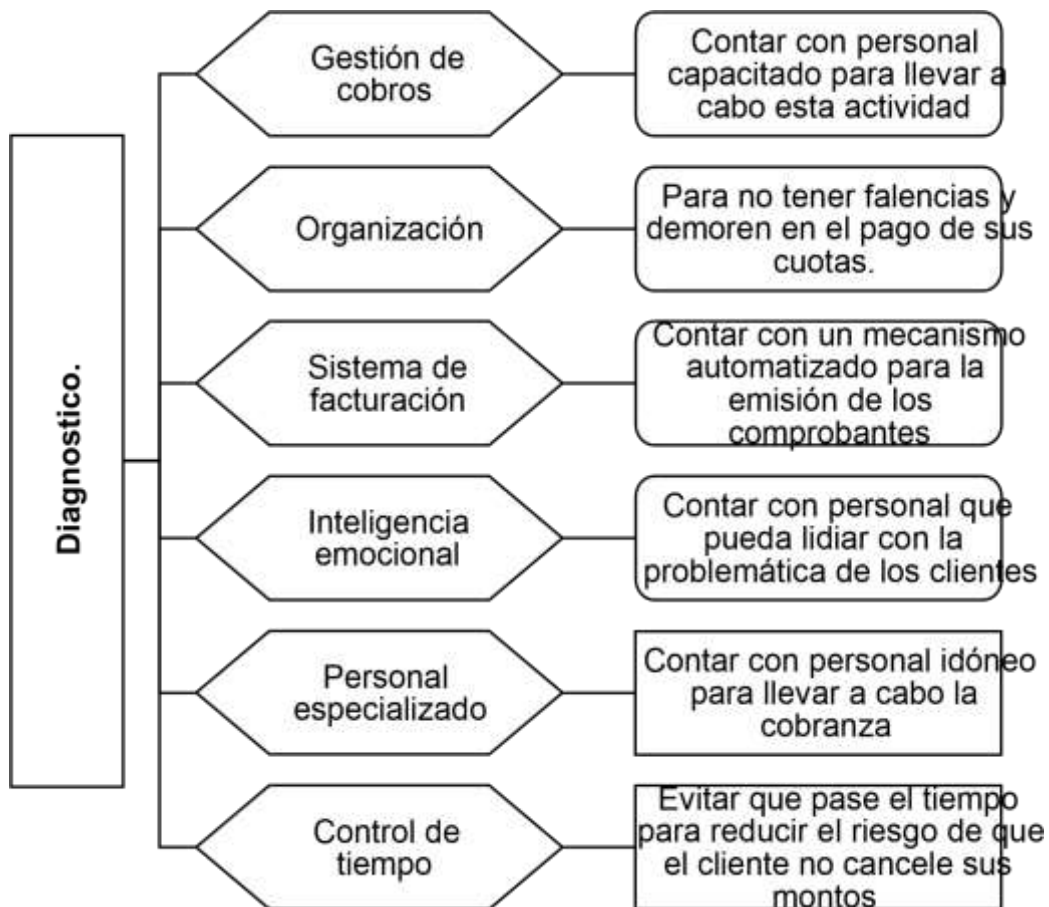 Diagnostico.
Gestión de
cobros
Contar con personal
capacitado para llevar a
cabo esta actividad
Organización
Para no tener falencias y
demoren en el pago de sus
cuotas.
Sistema de
facturación
Contar con un mecanismo
automatizado para la
emisión de los
comprobantes
Inteligencia
emocional
Contar con personal que
pueda lidiar con la
problemática de los clientes
Personal
especializado
Contar con personal idóneo
para llevar a cabo la
cobranza
Control de
tiempo
Evitar que pase el tiempo
para reducir el riesgo de que
el cliente no cancele sus
montos